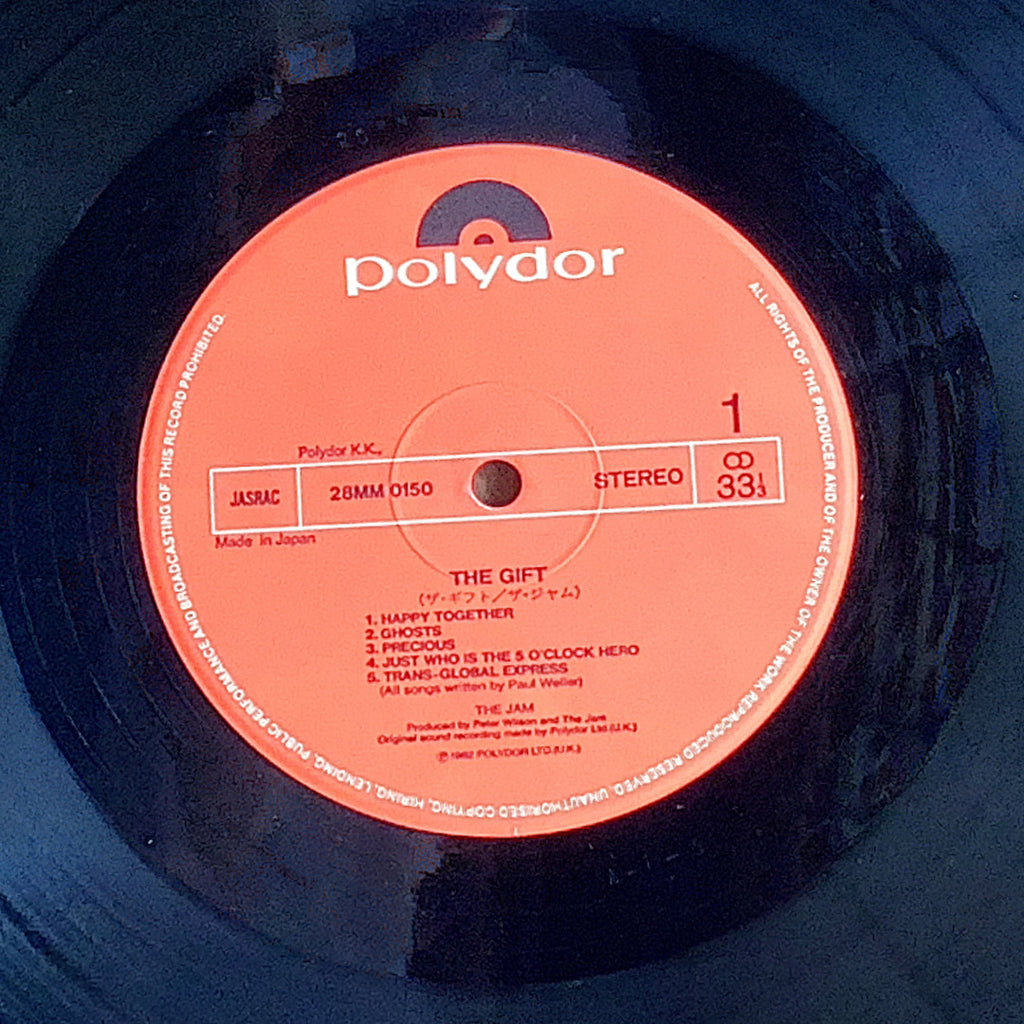 polydor
1
Polydor K.K.,
JASRAC 28MM 0150 STEREO 33⅓
Made in Japan
THE GIFT
(ザ・ギフト/ザ・ジャム)
1. HAPPY TOGETHER
2. GHOSTS
3. PRECIOUS
4. JUST WHO IS THE 5 O'CLOCK HERO
5. TRANS-GLOBAL EXPRESS
(All songs written by Paul Weller)
THE JAM
Produced by Peter Wilson and The Jam
Original sound recording made by Polydor Ltd.(U.K.)
℗1982 POLYDOR LTD.(U.K.)
ALL RIGHTS OF THE PRODUCER AND OF THE OWNER OF THE WORK REPRODUCED RESERVED. UNAUTHORISED COPYING, HIRING, LENDING, PUBLIC PERFORMANCE AND BROADCASTING OF THIS RECORD PROHIBITED.